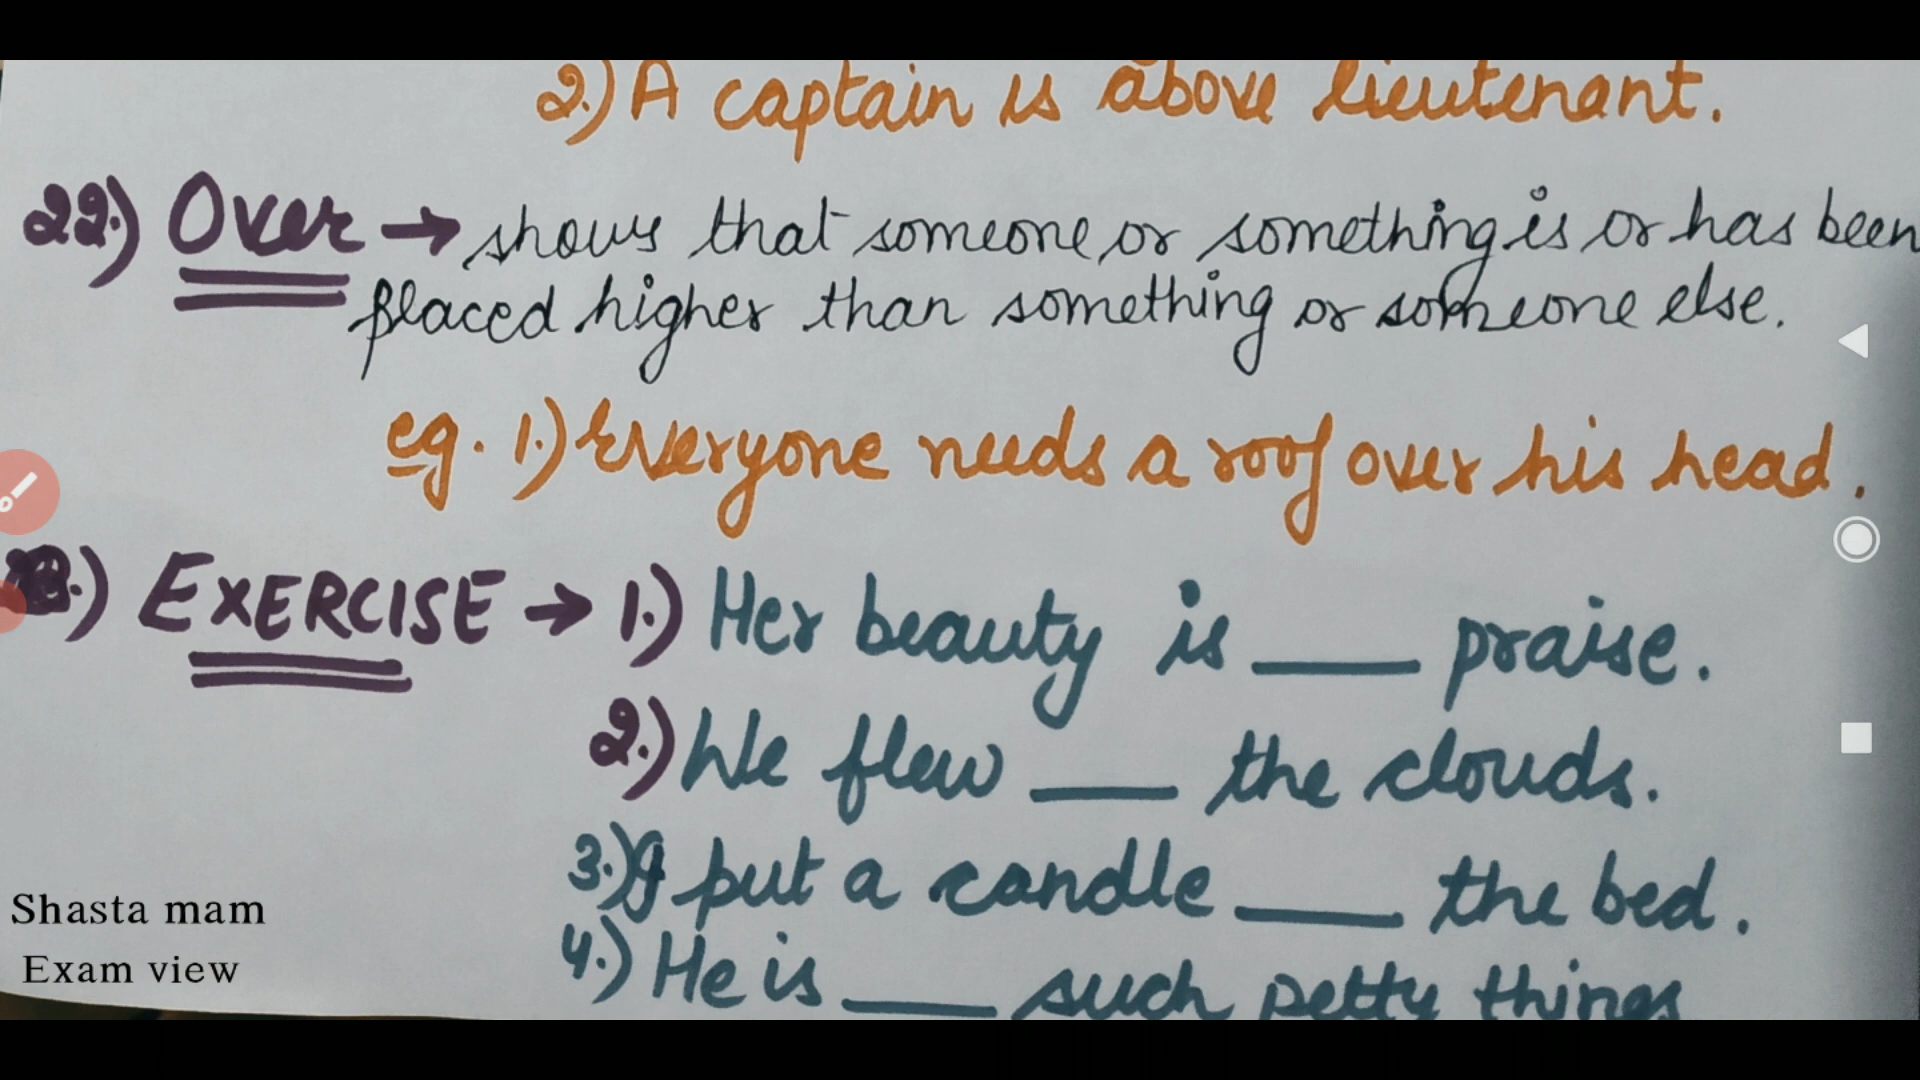 2.) A captain is above lieutenant.
22.) Over → shows that someone or something is or has been
placed higher than something or someone else.
eg. 1.) Everyone needs a roof over his head.
EXERCISE → 1.) Her beauty is ___ praise.
2.) We flew ___ the clouds.
3.) I put a candle ___ the bed.
4.) He is ___ such petty things
Shasta mam
Exam view